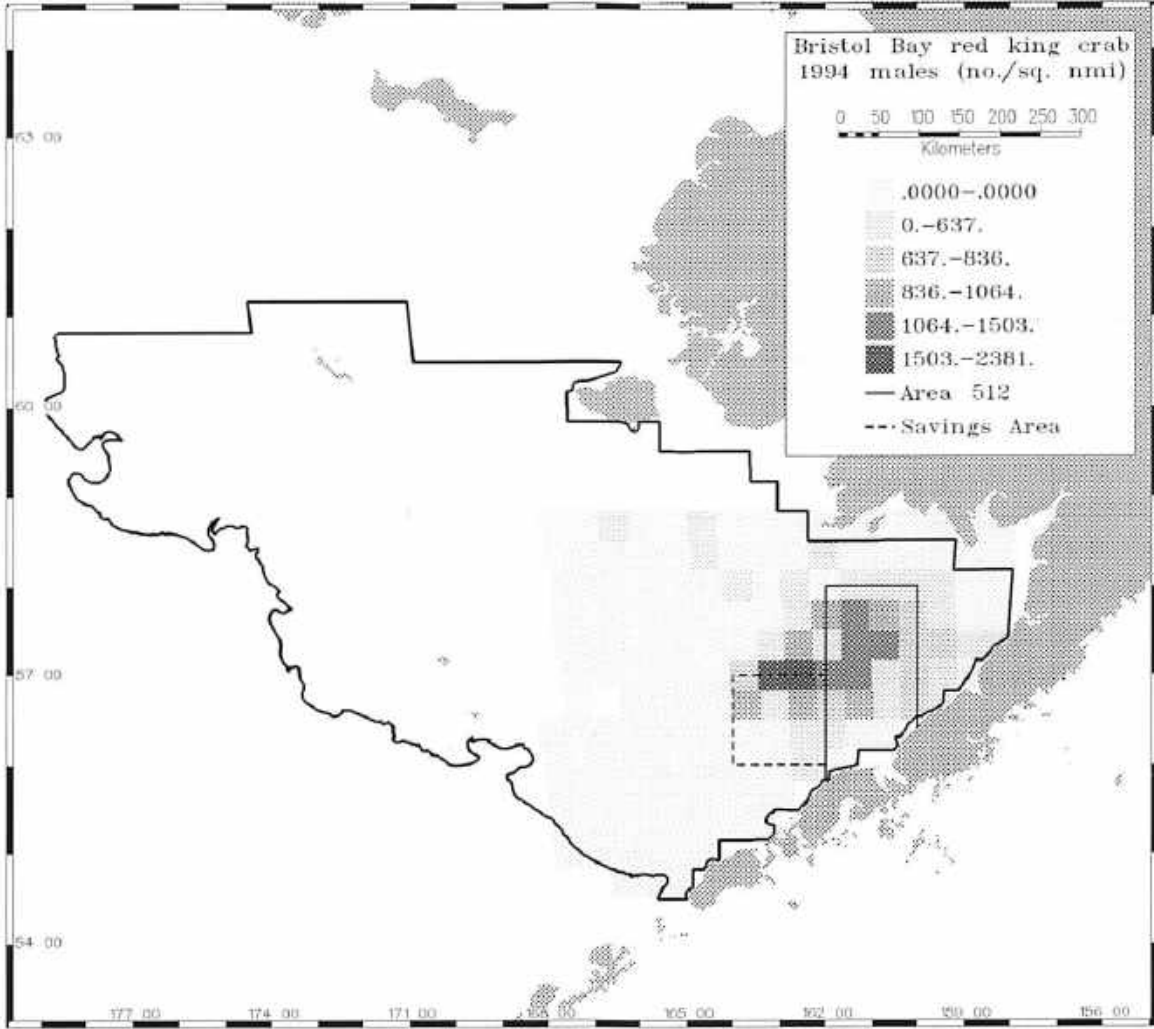 Bristol Bay red king crab
1994 males (no./sq. nmi)
0 50 100 150 200 250 300
Kilometers
.0000-.0000
0.-637.
637.-836.
836.-1064.
1064.-1503.
1503.-2381.
Area 512
Savings Area
63 00
60 00
57 00
54 00
177 00 174 00 171 00 168 00 165 00 162 00 159 00 156 00